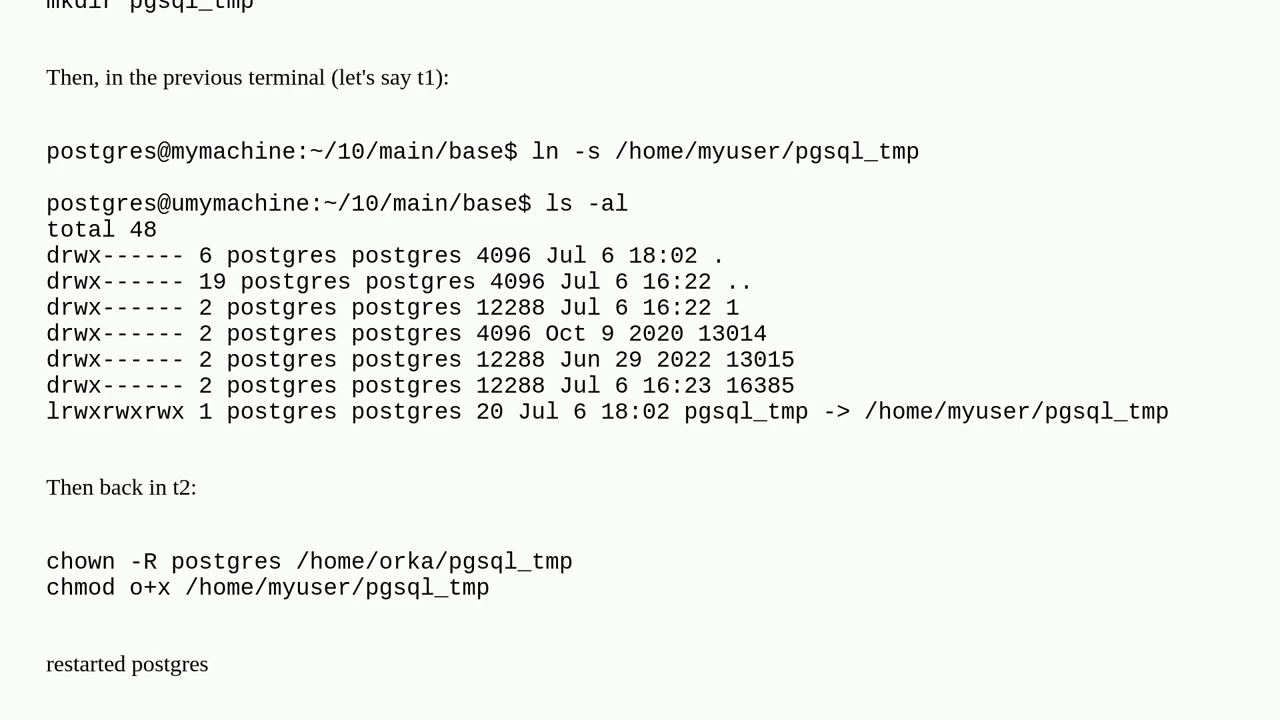 mkdir pgsql_tmp
Then, in the previous terminal (let's say t1):
postgres@mymachine:~/10/main/base$ ln -s /home/myuser/pgsql_tmp
postgres@umymachine:~/10/main/base$ ls -al
total 48
drwx------ 6 postgres postgres 4096 Jul 6 18:02 .
drwx------ 19 postgres postgres 4096 Jul 6 16:22 ..
drwx------ 2 postgres postgres 12288 Jul 6 16:22 1
drwx------ 2 postgres postgres 4096 Oct 9 2020 13014
drwx------ 2 postgres postgres 12288 Jun 29 2022 13015
drwx------ 2 postgres postgres 12288 Jul 6 16:23 16385
lrwxrwxrwx 1 postgres postgres 20 Jul 6 18:02 pgsql_tmp -> /home/myuser/pgsql_tmp
Then back in t2:
chown -R postgres /home/orka/pgsql_tmp
chmod o+x /home/myuser/pgsql_tmp
restarted postgres